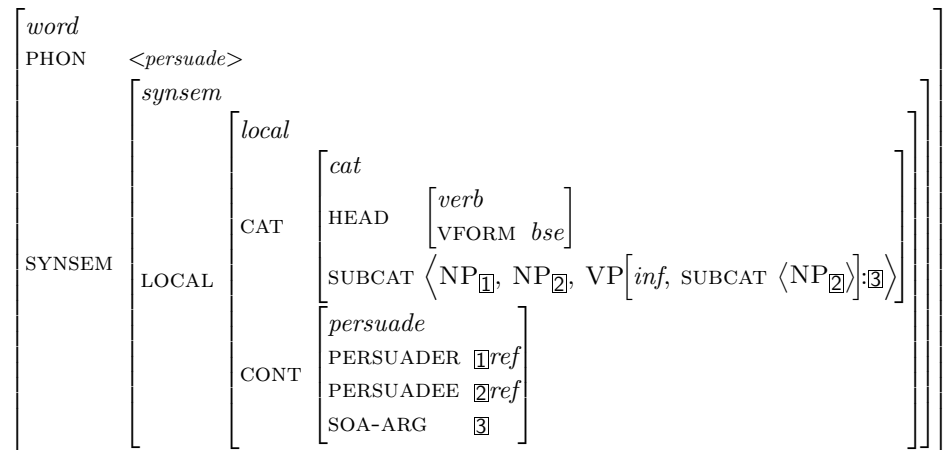 word
PHON <persuade>
synsem
local
cat
HEAD verb
VFORM bse
CAT
SUBCAT ⟨NP1, NP2, VP[inf, SUBCAT ⟨NP2⟩]:3⟩
SYNSEM LOCAL
persuade
PERSUADER 1ref
PERSUADEE 2ref
CONT
SOA-ARG 3